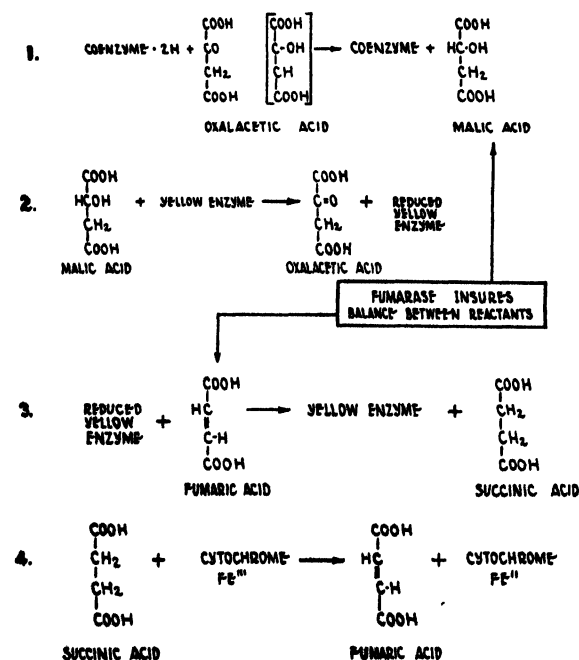 1.
COENZYME · 2H +
COOH
CO
CH2
COOH
COOH
C-OH
CH
COOH
OXALACETIC ACID
COENZYME +
COOH
HC·OH
CH2
COOH
MALIC ACID
2.
COOH
HCOH
CH2
COOH
MALIC ACID
+ YELLOW ENZYME
COOH
C=O
CH2
COOH
OXALACETIC ACID
+ REDUCED
YELLOW
ENZYME
FUMARASE INSURES
BALANCE BETWEEN REACTANTS
3.
REDUCED
YELLOW
ENZYME
+
COOH
HC
C-H
COOH
FUMARIC ACID
YELLOW ENZYME +
COOH
CH2
CH2
COOH
SUCCINIC ACID
4.
COOH
CH2
CH2
COOH
SUCCINIC ACID
+ CYTOCHROME
FE'''
COOH
HC
C-H
COOH
FUMARIC ACID
+ CYTOCHROME
FE''